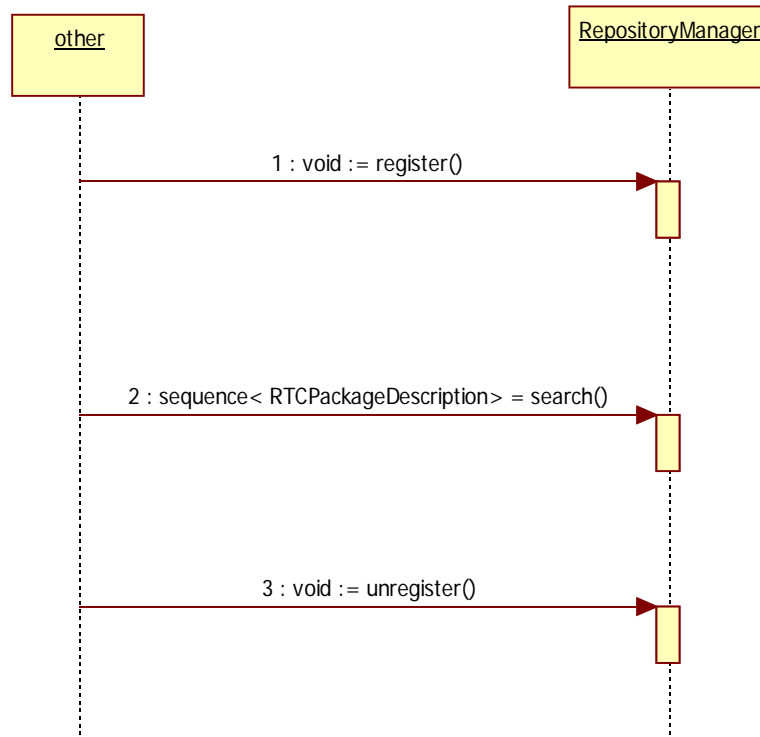 other
RepositoryManager
1 : void := register()
2 : sequence< RTCPackageDescription> = search()
3 : void := unregister()